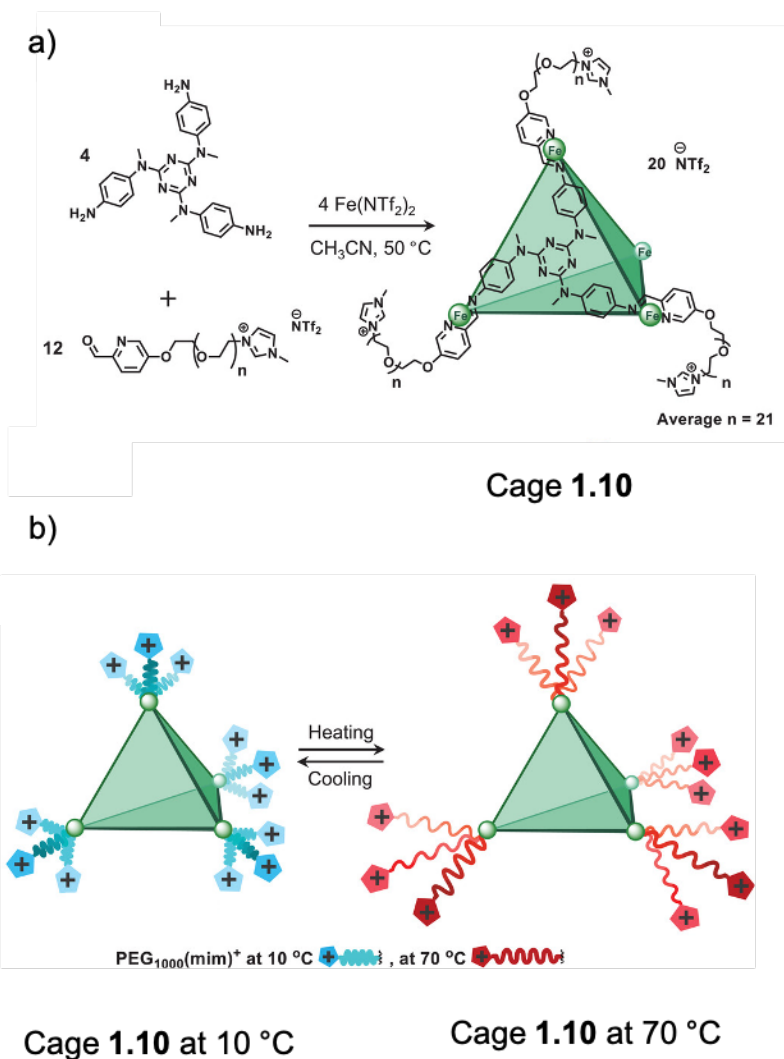 a)
H₂N
N
N
N
N
N
N
4
H₂N
NH₂
+
12
O
N
O
O
n
N
⊕
N
⊖
NTf₂
4 Fe(NTf₂)₂
CH₃CN, 50 °C
Fe
Fe
Fe
Fe
20 ⊖
NTf₂
n
n
n
Average n = 21
Cage 1.10
b)
Heating
Cooling
PEG₁₀₀₀(mim)⁺ at 10 °C , at 70 °C
Cage 1.10 at 10 °C
Cage 1.10 at 70 °C